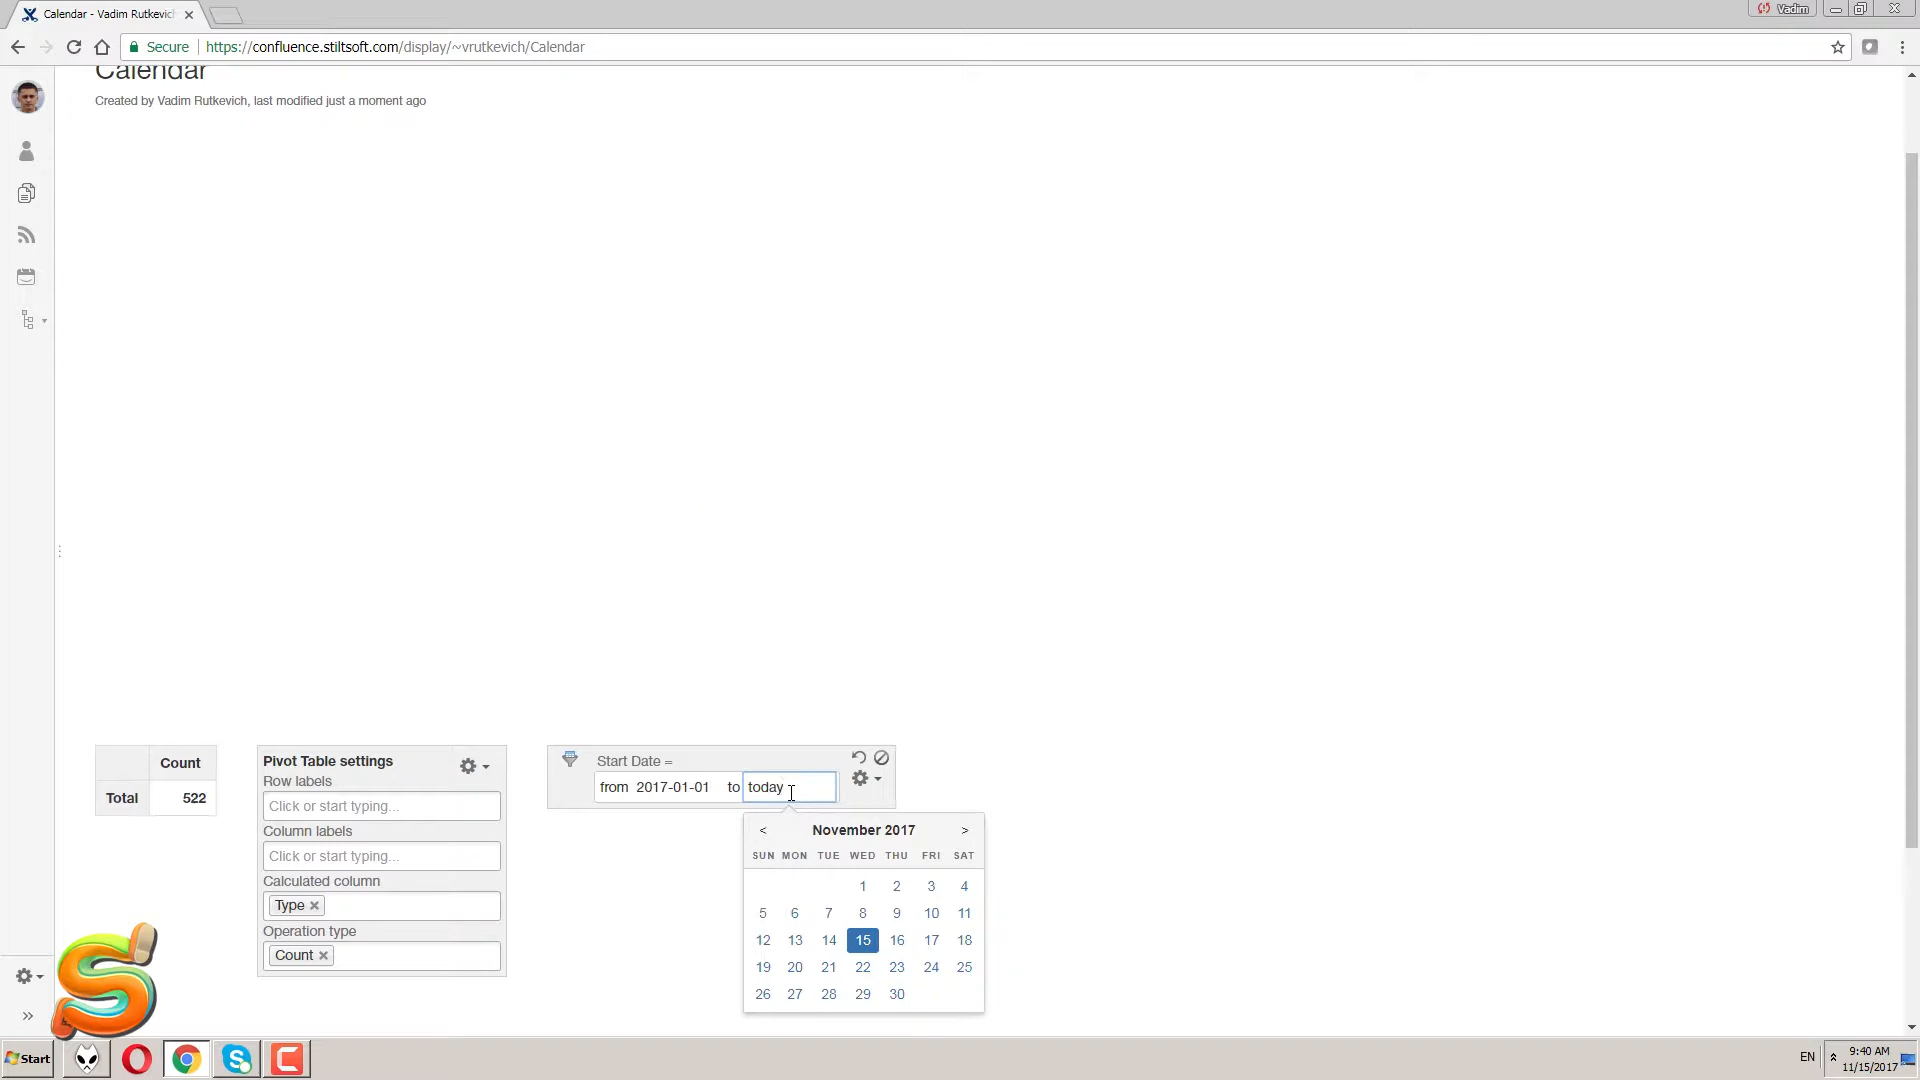 Calendar - Vadim Rutkevich
Vadim
Secure
https://confluence.stiltsoft.com/display/~vrutkevich/Calendar
Calendar
Created by Vadim Rutkevich, last modified just a moment ago
Count
Total 522
Pivot Table settings
Row labels
Click or start typing...
Column labels
Click or start typing...
Calculated column
Type
Operation type
Count
Start Date =
from 2017-01-01 to today
< November 2017 >
SUN MON TUE WED THU FRI SAT
1 2 3 4
5 6 7 8 9 10 11
12 13 14 15 16 17 18
19 20 21 22 23 24 25
26 27 28 29 30
S
Start
EN
9:40 AM
11/15/2017